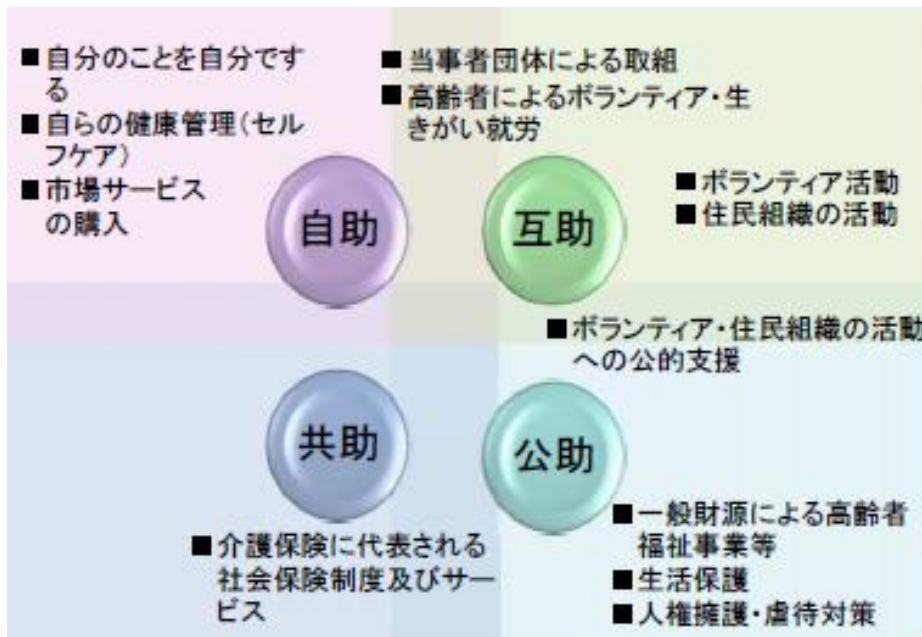 ■自分のことを自分です
る
■自らの健康管理(セル
フケア)
■市場サービス
の購入
自助
■当事者団体による取組
■高齢者によるボランティア・生
きがい就労
互助
■ボランティア活動
■住民組織の活動
■ボランティア・住民組織の活動
への公的支援
共助
■介護保険に代表される
社会保険制度及びサー
ビス
公助
■一般財源による高齢者
福祉事業等
■生活保護
■人権擁護・虐待対策